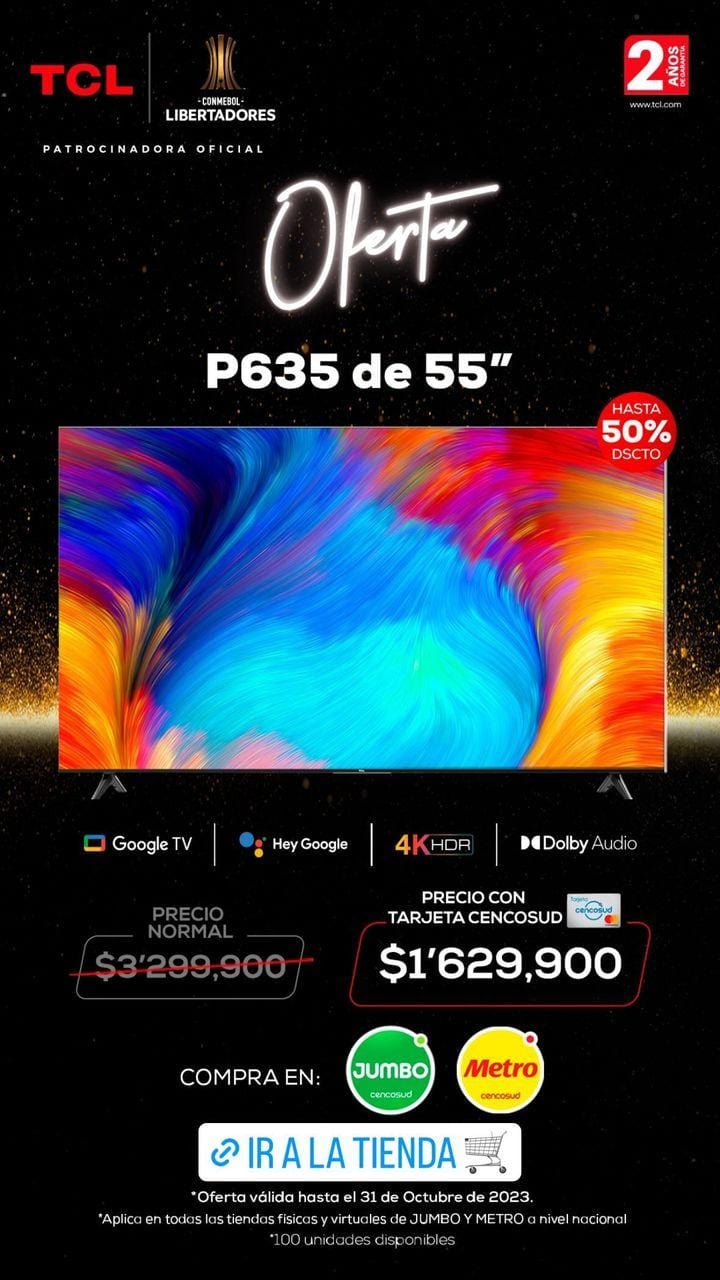 TCL
-CONMEBOL-
LIBERTADORES
PATROCINADORA OFICIAL
2 AÑOS
DE GARANTÍA
www.tcl.com
Oferta
P635 de 55"
HASTA
50%
DSCTO
Google TV
Hey Google
4K HDR
Dolby Audio
PRECIO
NORMAL
$3'299,900
PRECIO CON
TARJETA CENCOSUD
Tarjeta
cencosud
$1'629,900
COMPRA EN:
JUMBO
cencosud
Metro
cencosud
IR A LA TIENDA
*Oferta válida hasta el 31 de Octubre de 2023.
*Aplica en todas las tiendas fisicas y virtuales de JUMBO Y METRO a nivel nacional
*100 unidades disponibles